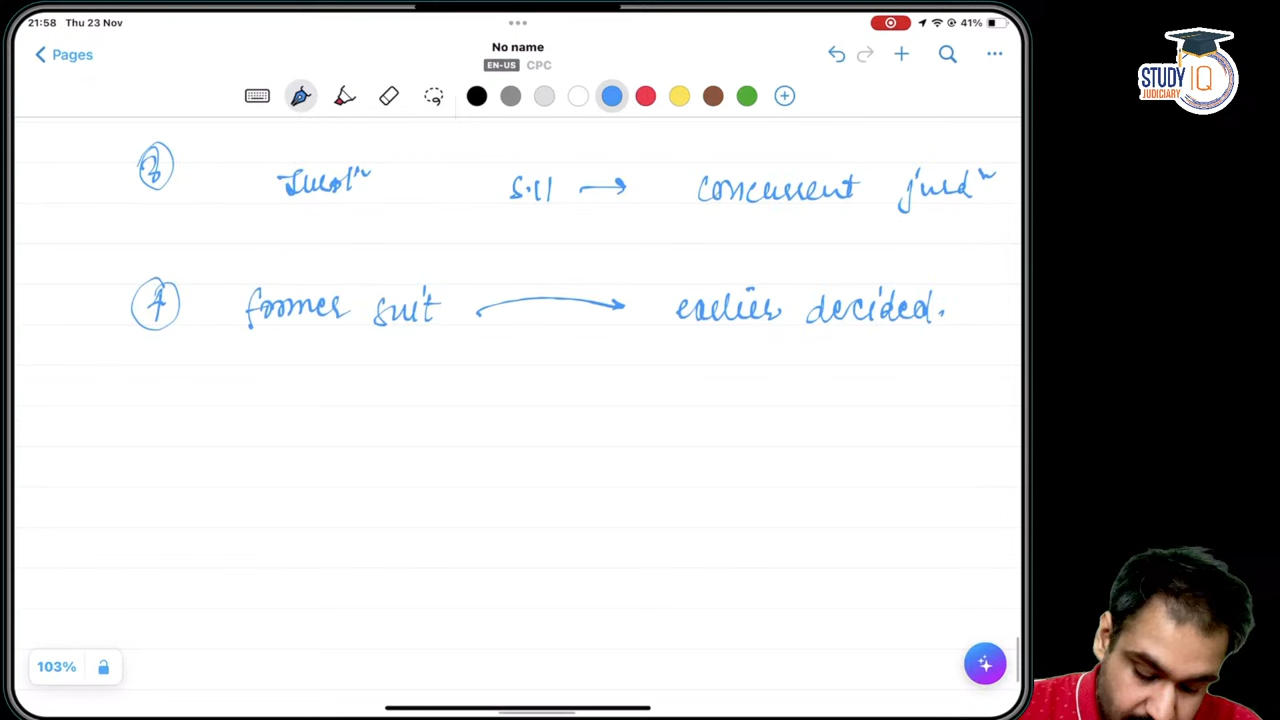 21:58 Thu 23 Nov
41%
Pages
No name
EN-US CPC
STUDY IQ
JUDICIARY
③ S.11 → concurrent jurisdⁿ
④ former suit → earlier decided.
103%